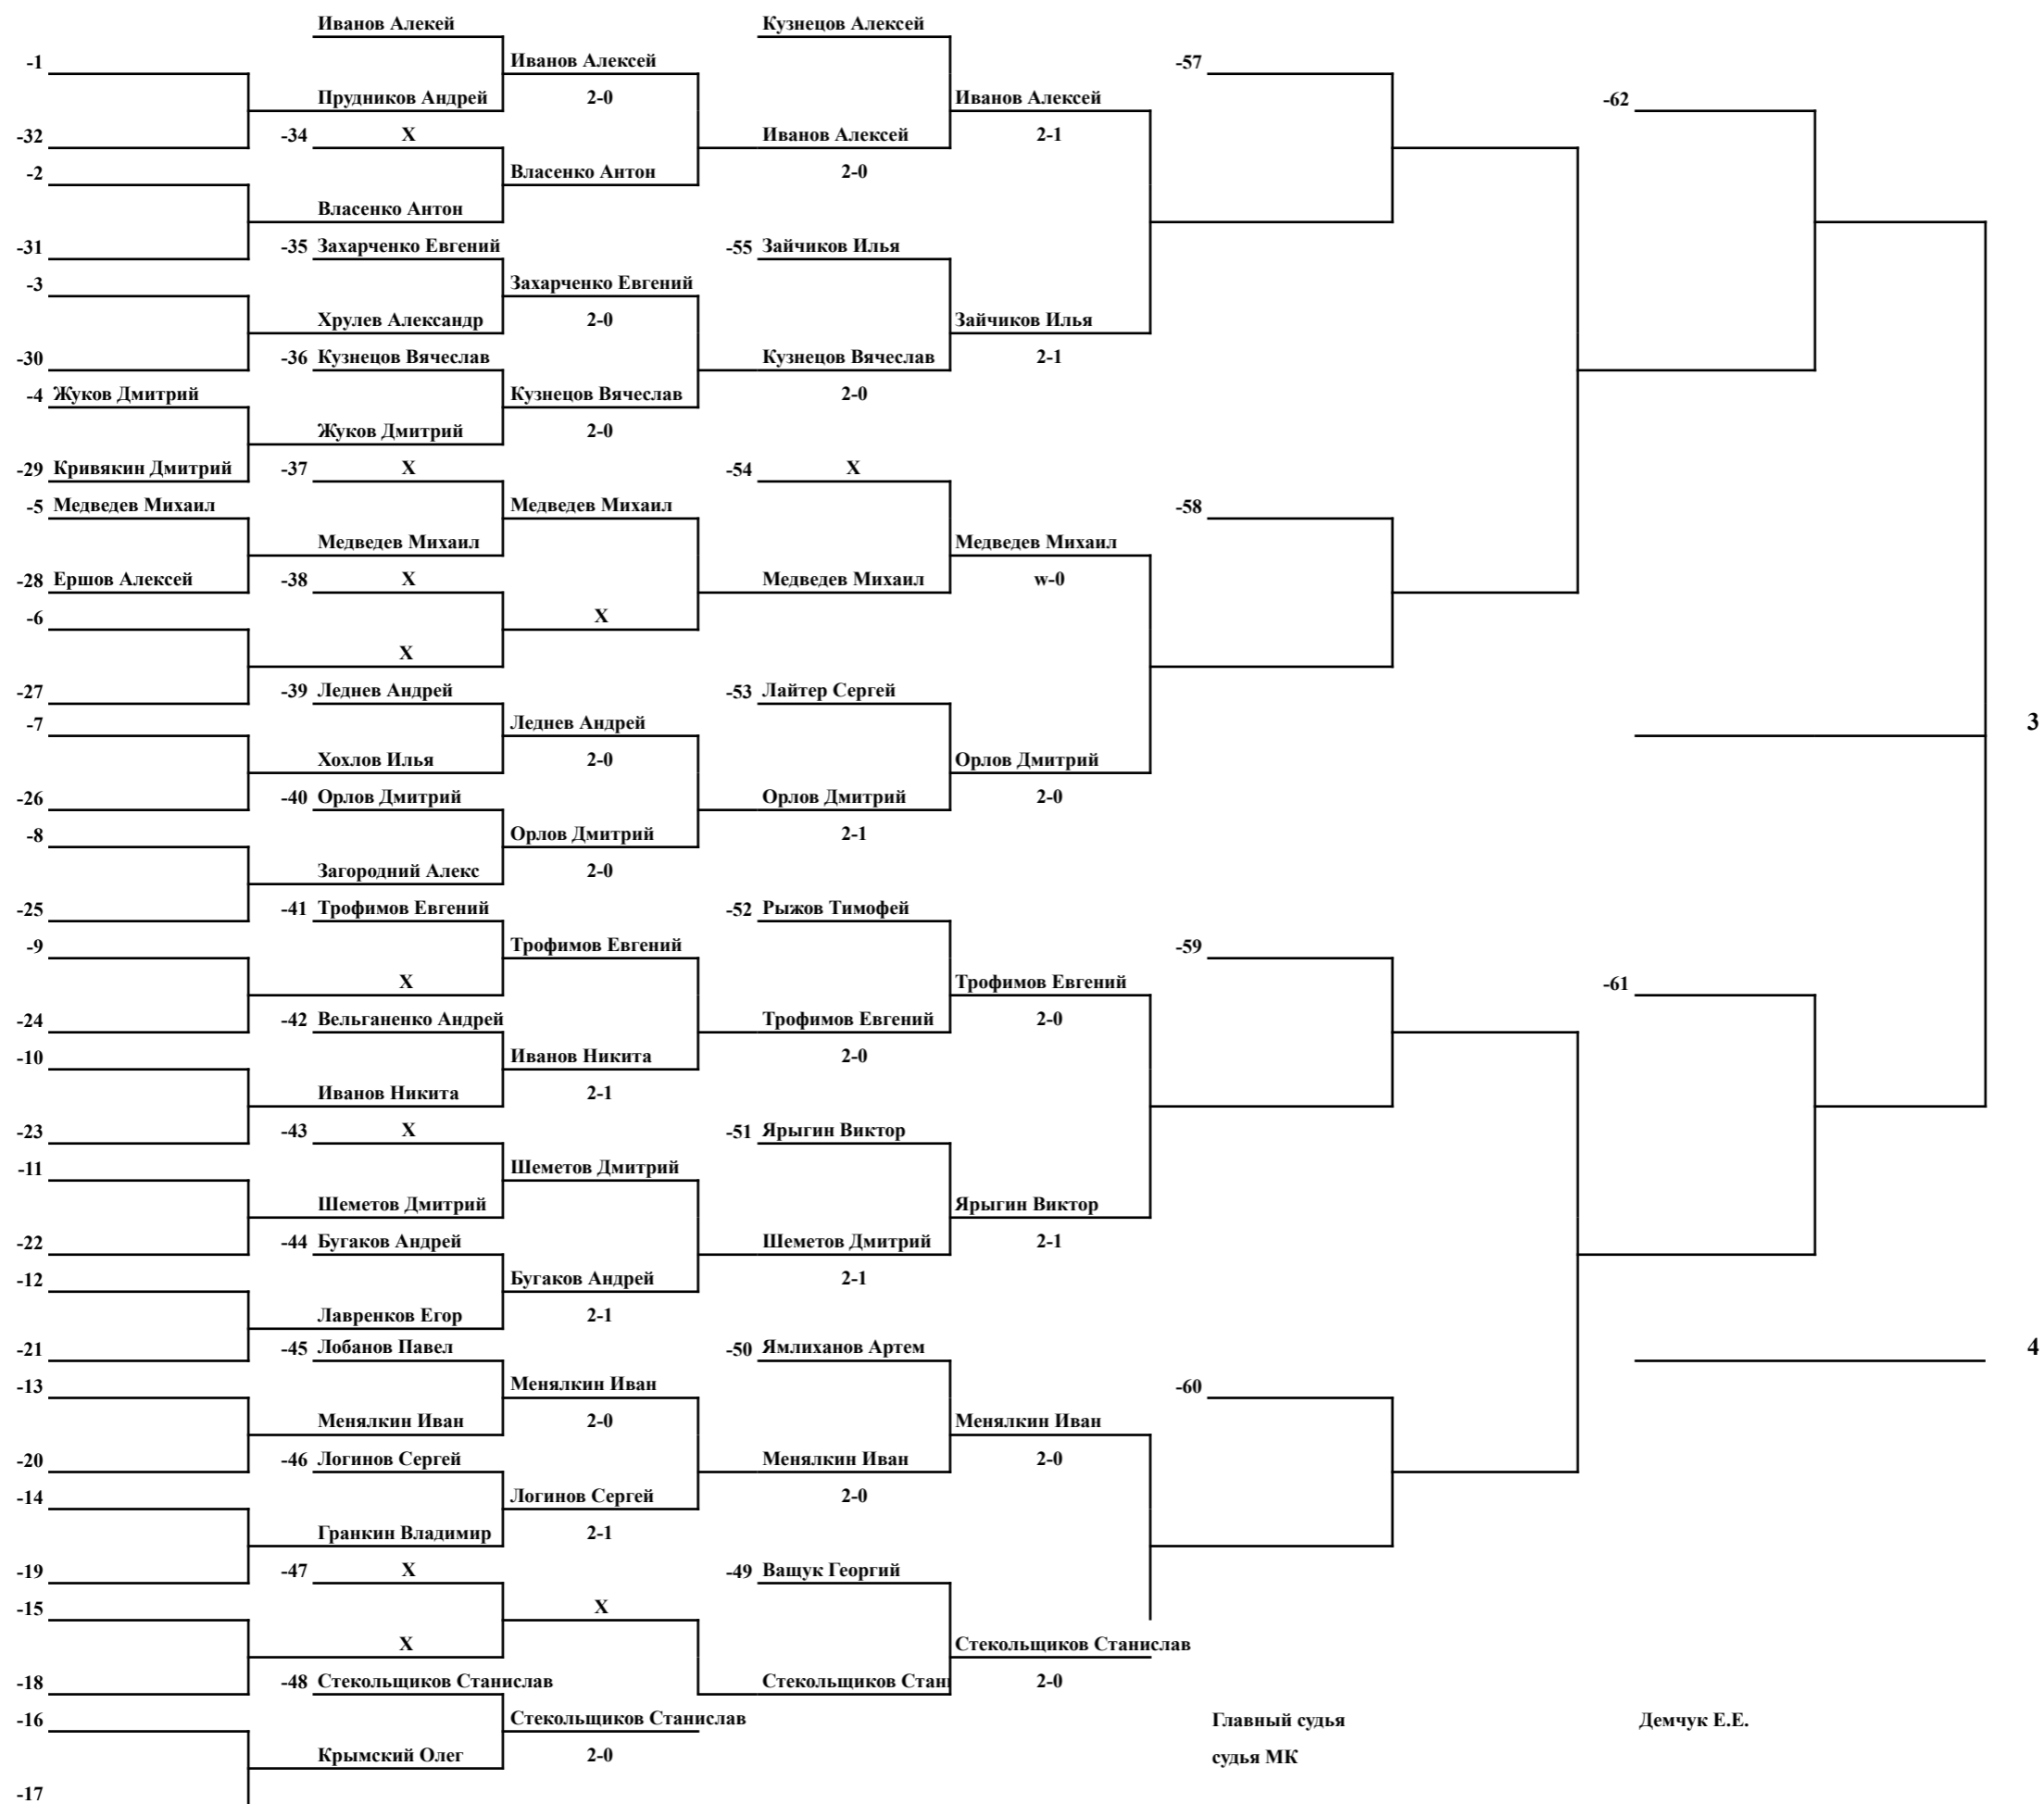 Иванов Алекей Кузнецов Алексей
-1 Иванов Алексей -57
Прудников Андрей 2-0 Иванов Алексей -62
-32 -34 X Иванов Алексей 2-1
-2 Власенко Антон 2-0
Власенко Антон
-31 -35 Захарченко Евгений -55 Зайчиков Илья
-3 Захарченко Евгений
Хрулев Александр 2-0 Зайчиков Илья
-30 -36 Кузнецов Вячеслав Кузнецов Вячеслав 2-1
-4 Жуков Дмитрий Кузнецов Вячеслав 2-0
Жуков Дмитрий 2-0
-29 Кривякин Дмитрий -37 X -54 X
-5 Медведев Михаил Медведев Михаил -58
Медведев Михаил Медведев Михаил
-28 Ершов Алексей -38 X Медведев Михаил w-0
-6 X
X
-27 -39 Леднев Андрей -53 Лайтер Сергей
-7 Леднев Андрей 3
Хохлов Илья 2-0 Орлов Дмитрий
-26 -40 Орлов Дмитрий Орлов Дмитрий 2-0
-8 Орлов Дмитрий 2-1
Загородний Алекс 2-0
-25 -41 Трофимов Евгений -52 Рыжов Тимофей
-9 Трофимов Евгений -59
X Трофимов Евгений -61
-24 -42 Вельганенко Андрей Трофимов Евгений 2-0
-10 Иванов Никита 2-0
Иванов Никита 2-1
-23 -43 X -51 Ярыгин Виктор
-11 Шеметов Дмитрий
Шеметов Дмитрий Ярыгин Виктор
-22 -44 Бугаков Андрей Шеметов Дмитрий 2-1
-12 Бугаков Андрей 2-1
Лавренков Егор 2-1
-21 -45 Лобанов Павел -50 Ямлиханов Артем 4
-13 Менялкин Иван -60
Менялкин Иван 2-0 Менялкин Иван
-20 -46 Логинов Сергей Менялкин Иван 2-0
-14 Логинов Сергей 2-0
Гранкин Владимир 2-1
-19 -47 X -49 Ващук Георгий
-15 X
X Стекольщиков Станислав
-18 -48 Стекольщиков Станислав Стекольщиков Стан 2-0
-16 Стекольщиков Станислав Главный судья Демчук Е.Е.
Крымский Олег 2-0 судья МК
-17